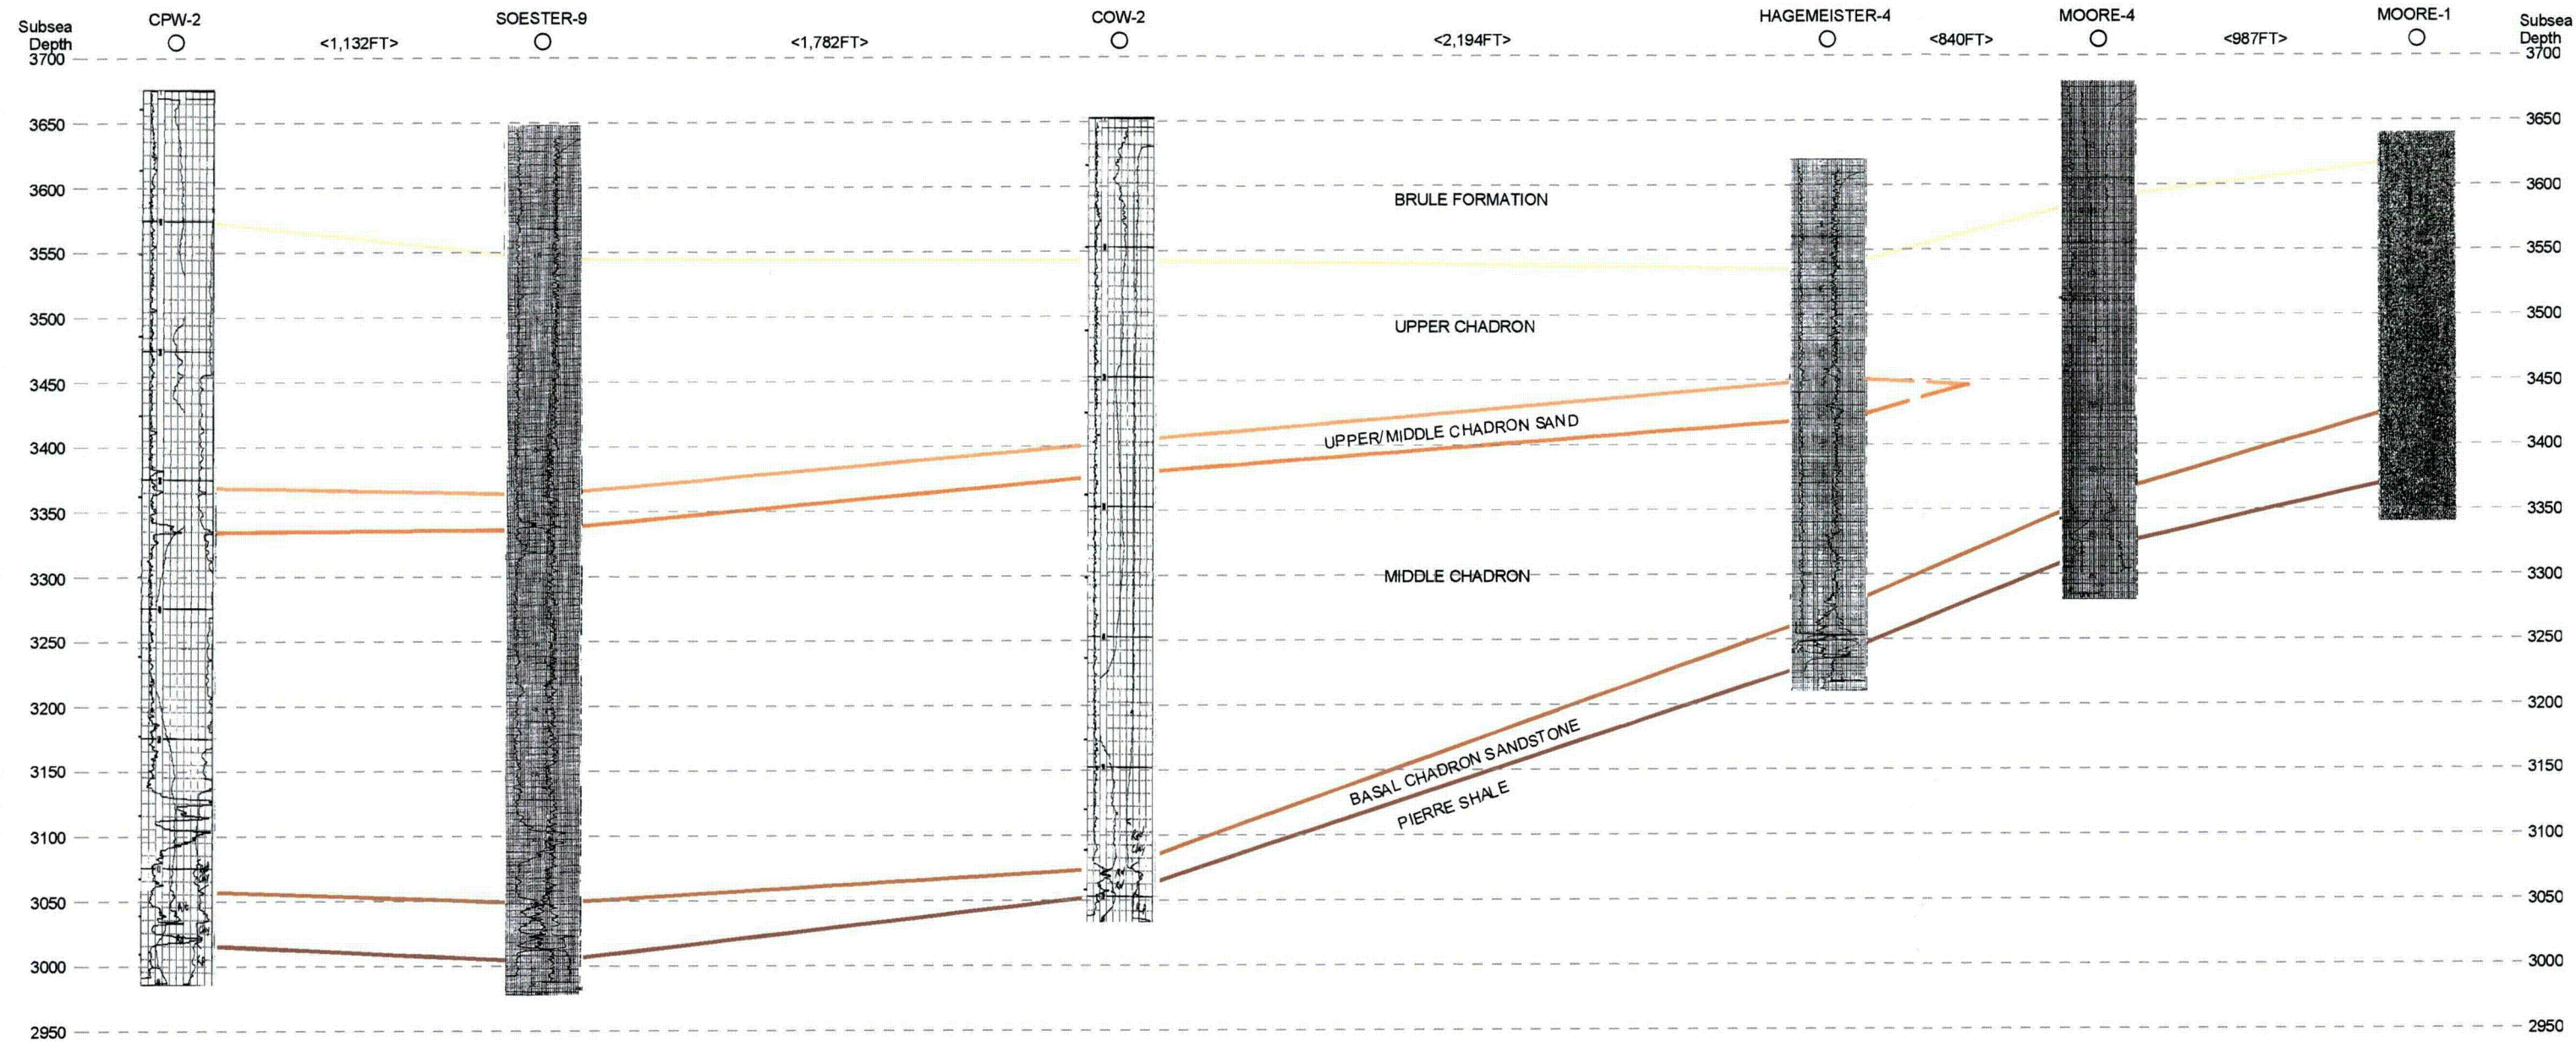 CPW-2 SOESTER-9 COW-2 HAGEMEISTER-4 MOORE-4 MOORE-1
Subsea
Depth
Subsea
Depth
<1,132FT> <1,782FT> <2,194FT> <840FT> <987FT>
3700 3700
3650 3650
3600 3600
BRULE FORMATION
3550 3550
3500 3500
UPPER CHADRON
3450 3450
UPPER/MIDDLE CHADRON SAND
3400 3400
3350 3350
3300 3300
MIDDLE CHADRON
3250 3250
3200 3200
BASAL CHADRON SANDSTONE
3150 3150
PIERRE SHALE
3100 3100
3050 3050
3000 3000
2950 2950